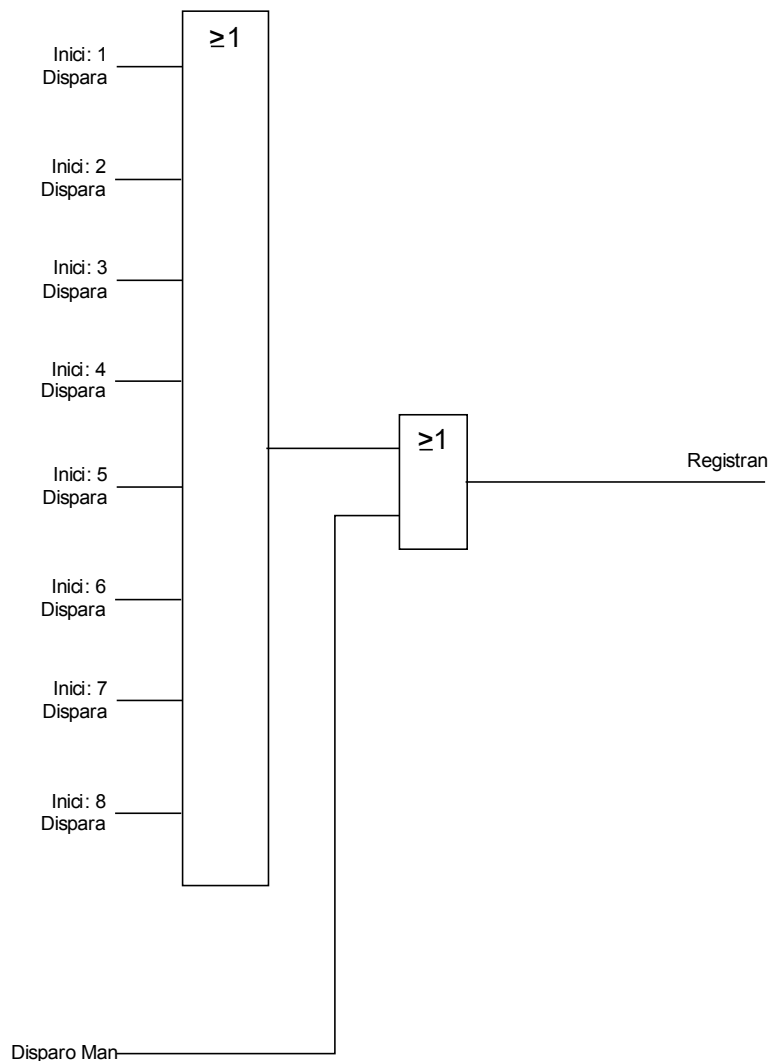 ≥1
Inici: 1
Dispara
Inici: 2
Dispara
Inici: 3
Dispara
Inici: 4
Dispara
≥1
Registran
Inici: 5
Dispara
Inici: 6
Dispara
Inici: 7
Dispara
Inici: 8
Dispara
Disparo Man